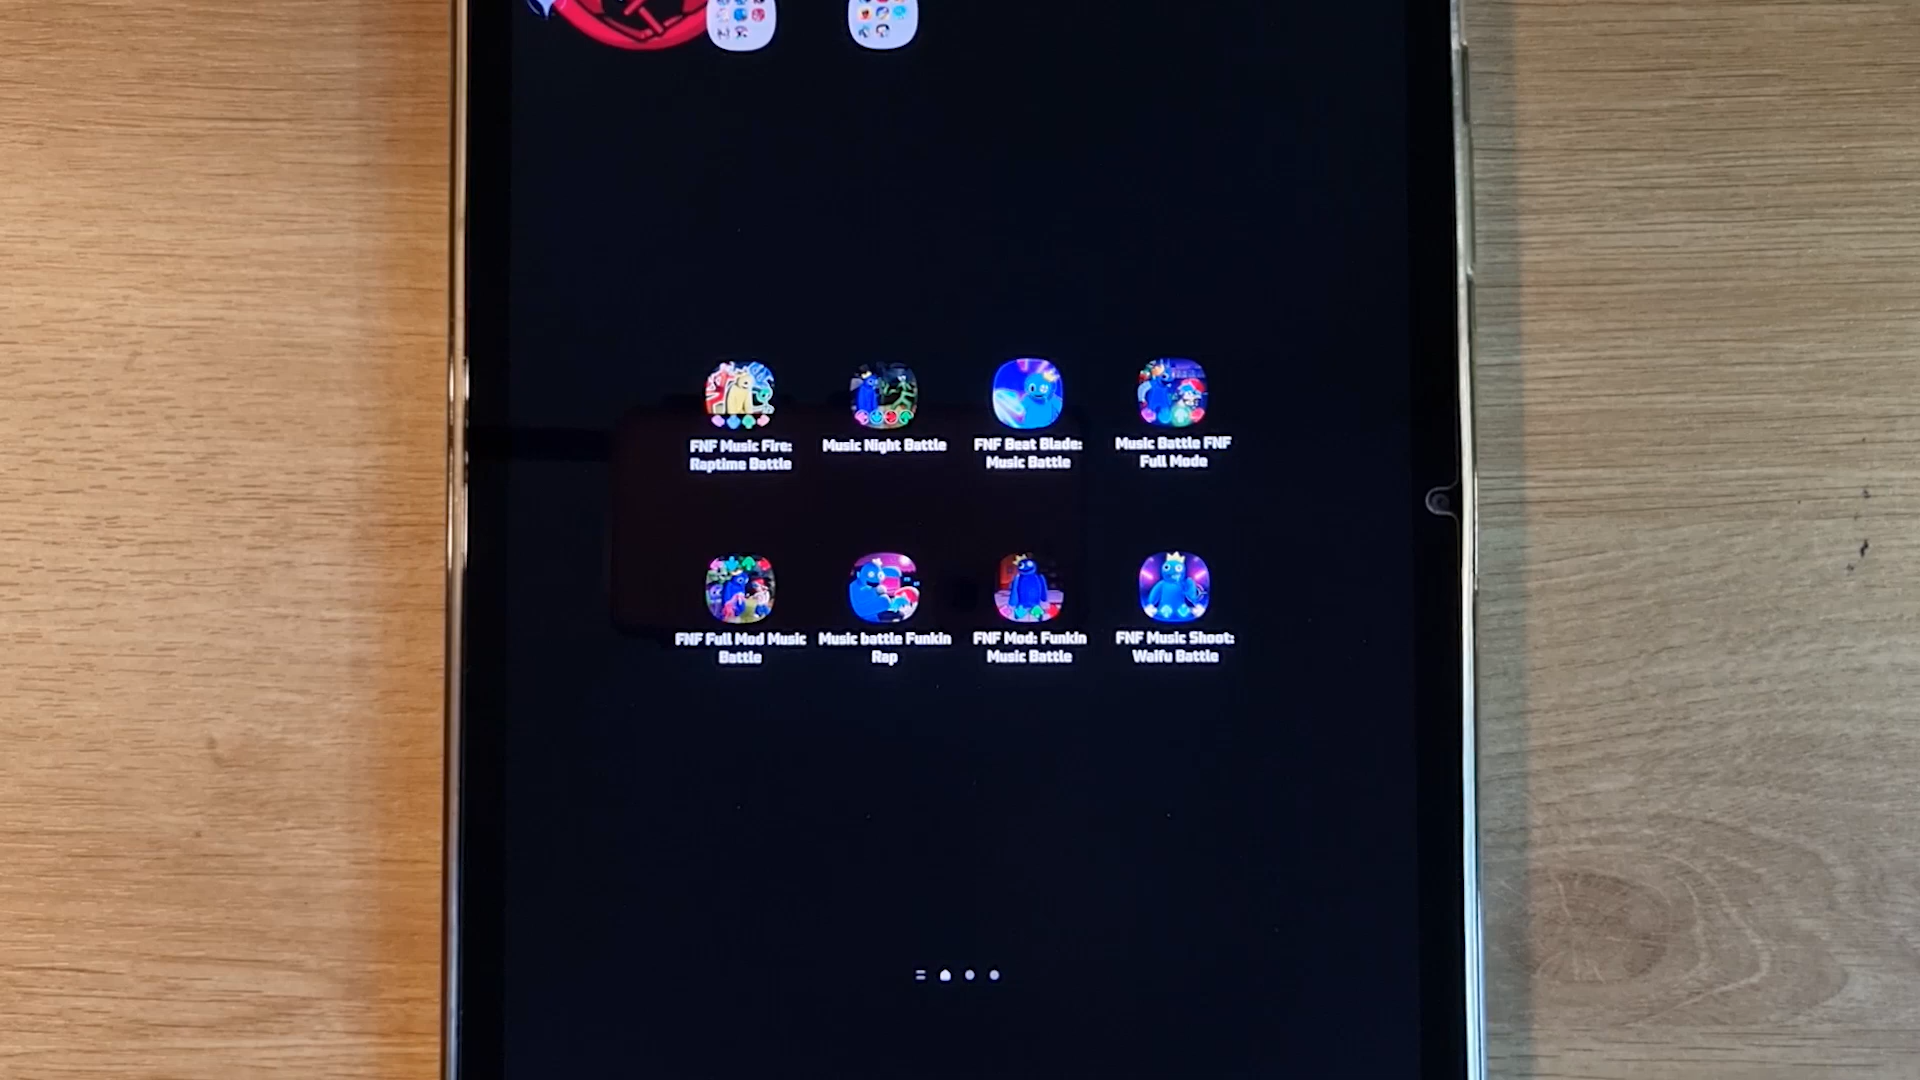 FNF Music Fire:
Raptime Battle
Music Night Battle
FNF Beat Blade:
Music Battle
Music Battle FNF
Full Mode
FNF Full Mod Music
Battle
Music battle Funkin
Rap
FNF Mod: Funkin
Music Battle
FNF Music Shoot:
Waifu Battle